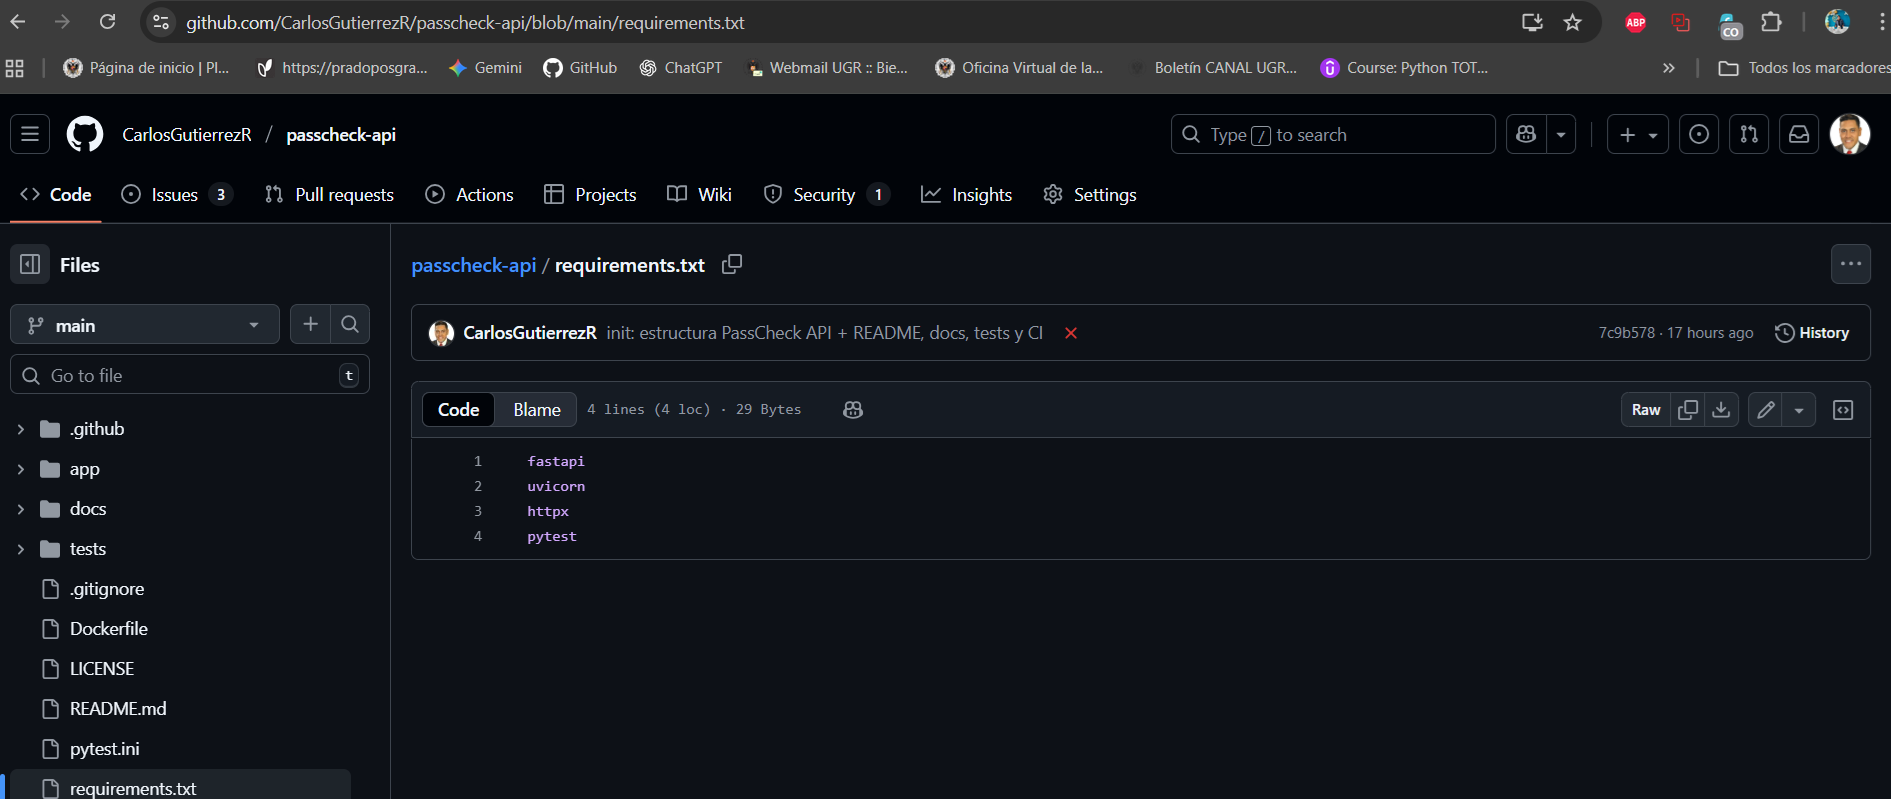 github.com/CarlosGutierrezR/passcheck-api/blob/main/requirements.txt
ABP
CO
Página de inicio | Pl...
https://pradoposgra...
Gemini
GitHub
ChatGPT
Webmail UGR :: Bie...
Oficina Virtual de la...
Boletín CANAL UGR...
Course: Python TOT...
»
Todos los marcadores
CarlosGutierrezR / passcheck-api
Type / to search
Code
Issues 3
Pull requests
Actions
Projects
Wiki
Security 1
Insights
Settings
Files
main
Go to file
t
.github
app
docs
tests
.gitignore
Dockerfile
LICENSE
README.md
pytest.ini
requirements.txt
passcheck-api / requirements.txt
CarlosGutierrezR init: estructura PassCheck API + README, docs, tests y CI
7c9b578 · 17 hours ago
History
Code
Blame
4 lines (4 loc) · 29 Bytes
Raw
1 fastapi
2 uvicorn
3 httpx
4 pytest